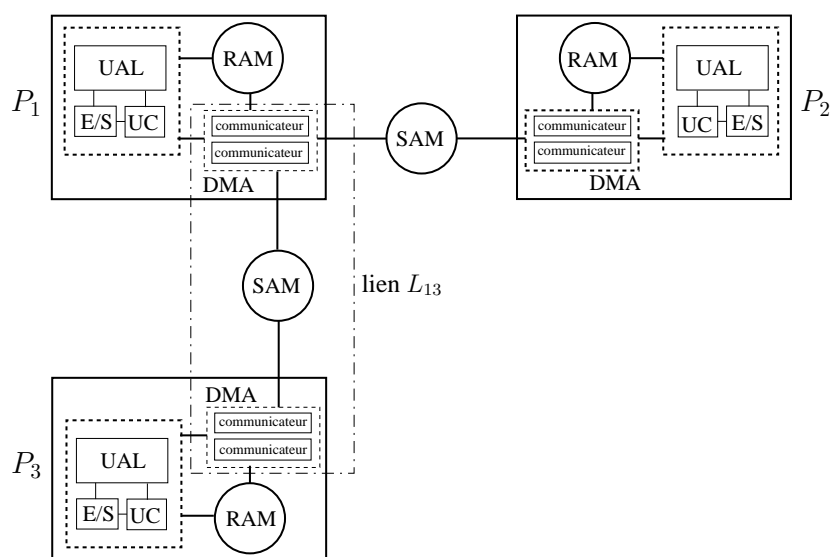 UAL
RAM
P1
E/S
UC
communicateur
communicateur
DMA
SAM
RAM
UAL
P2
communicateur
communicateur
UC
E/S
DMA
SAM
lien L13
DMA
communicateur
communicateur
P3
UAL
E/S
UC
RAM